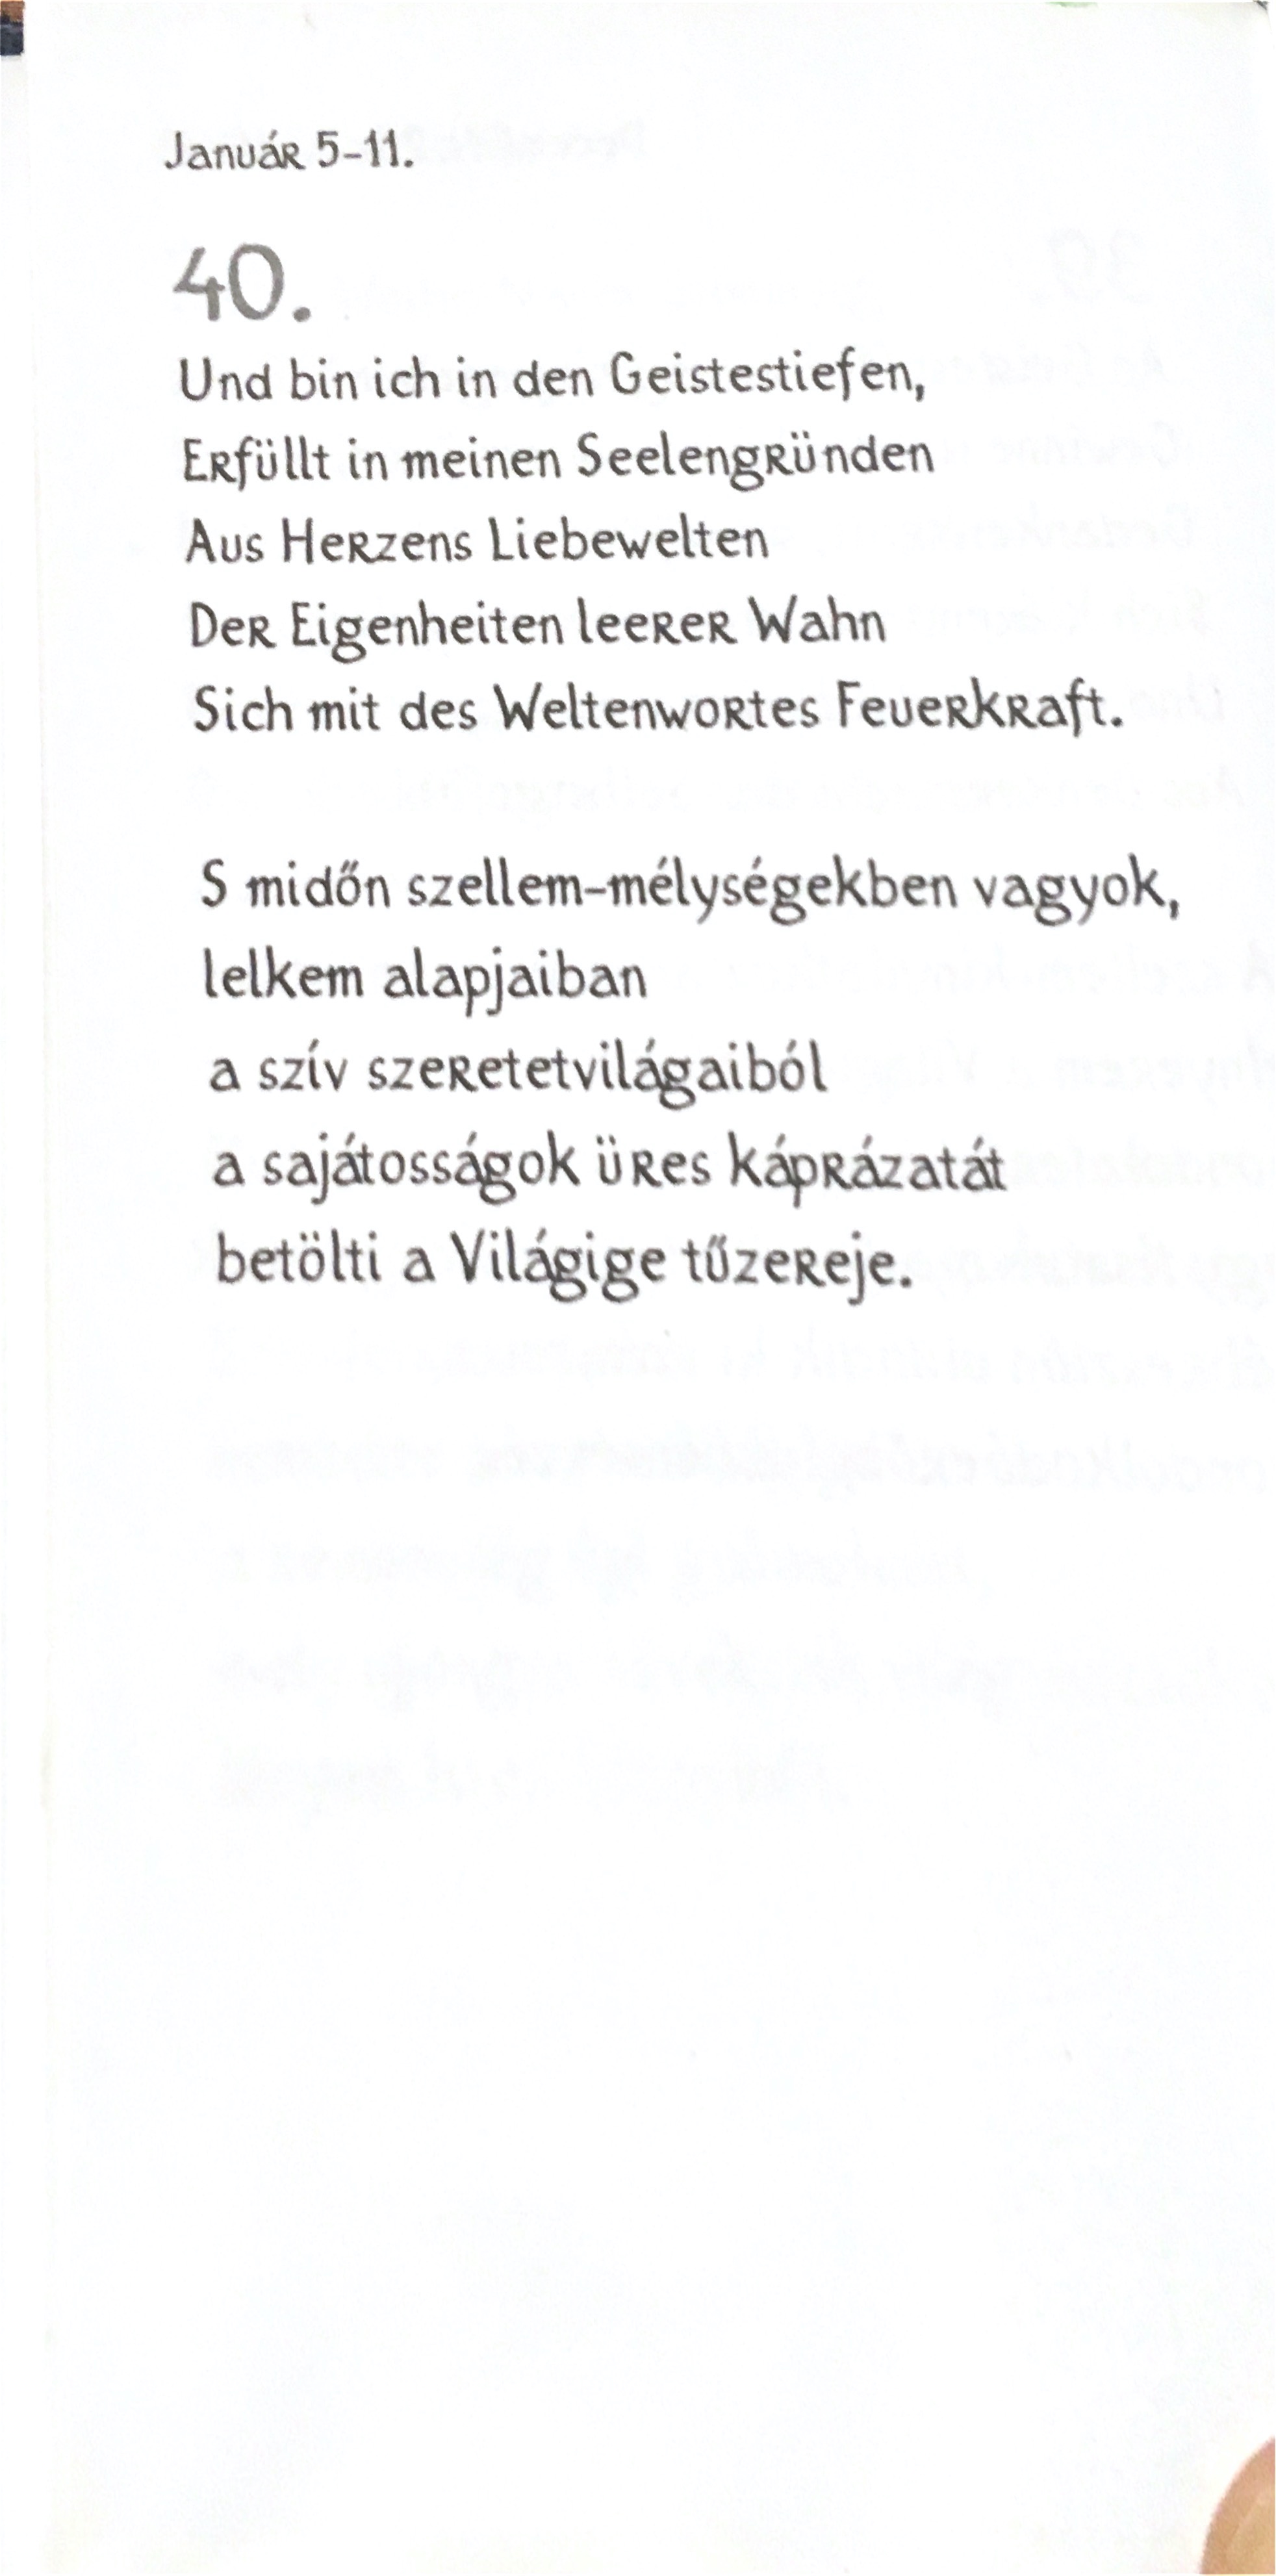 Január 5-11.
40.
Und bin ich in den Geistestiefen,
Erfüllt in meinen Seelengründen
Aus Herzens Liebewelten
Der Eigenheiten leerer Wahn
Sich mit des Weltenwortes Feuerkraft.
S midőn szellem-mélységekben vagyok,
lelkem alapjaiban
a szív szeretetvilágaiból
a sajátosságok üres káprázatát
betölti a Világige tűzereje.